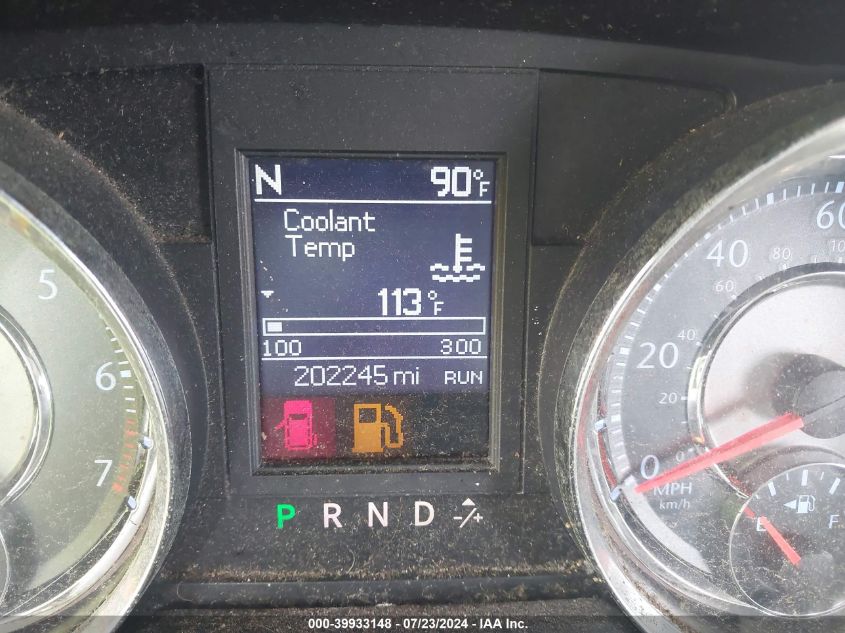 N 90°F
Coolant
Temp
113°F
100 300
202245 mi RUN
P R N D -/+
5
6
7
60
40
20
0
MPH
km/h
80
60
40
20
0
E F
000-39933148 - 07/23/2024 - IAA Inc.